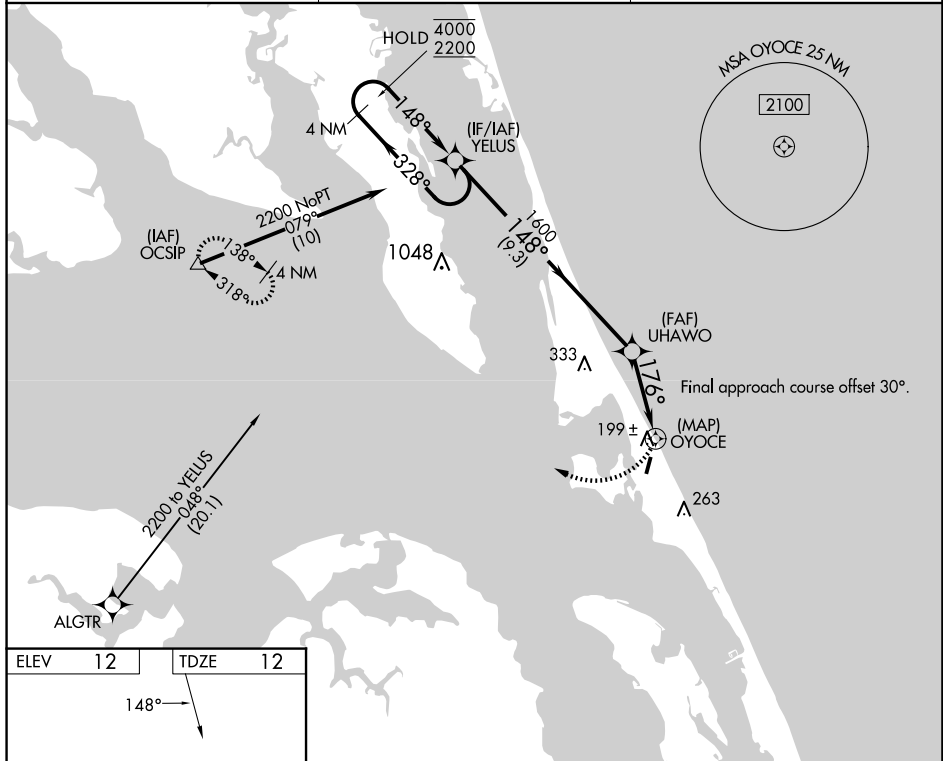 HOLD 4000
2200
MSA OYOCE 25 NM
2100
148°
4 NM
(IF/IAF)
YELUS
328°
2200 NoPT
079°
(10)
(IAF)
OCSIP
138°
4 NM
318°
1600
148°
(9.3)
1048
(FAF)
UHAWO
333
176°
Final approach course offset 30°.
199 ±
(MAP)
OYOCE
263
2200 to YELUS
048°
(20.1)
ALGTR
ELEV 12
TDZE 12
148°